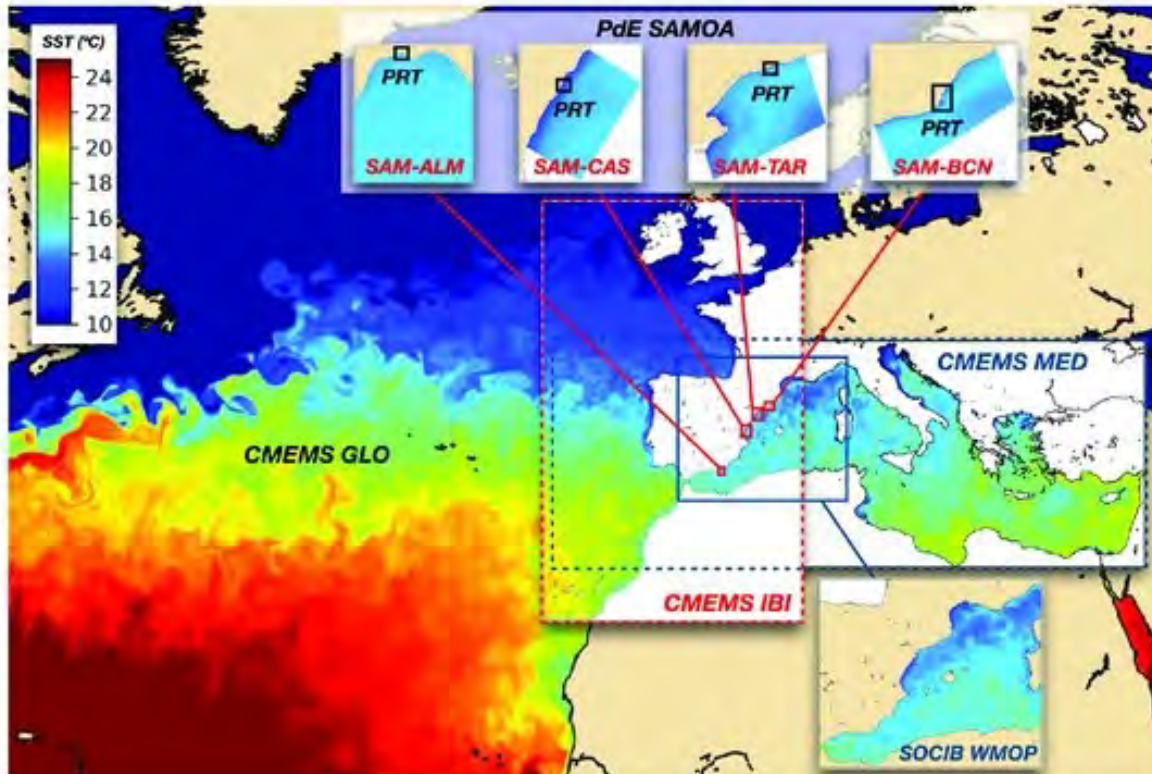 PdE SAMOA
SST (ºC)
24
22
20
18
16
14
12
10
PRT
SAM-ALM
PRT
SAM-CAS
PRT
SAM-TAR
PRT
SAM-BCN
CMEMS MED
CMEMS GLO
CMEMS IBI
SOCIB WMOP